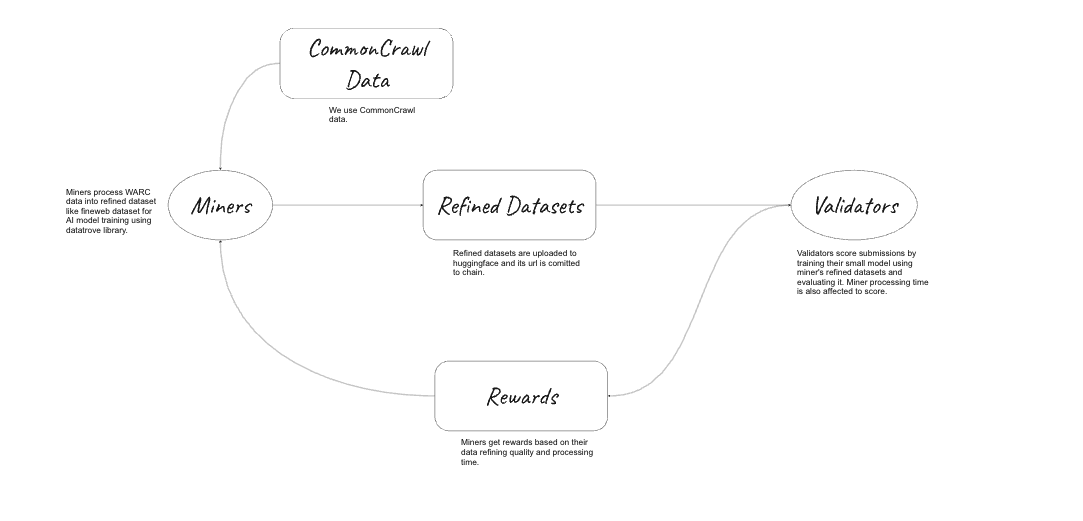 CommonCrawl
Data
We use CommonCrawl
data.
Miners process WARC
data into refined dataset
like fineweb dataset for
AI model training using
datatrove library.
Miners
Refined Datasets
Refined datasets are uploaded to
huggingface and its url is comitted
to chain.
Validators
Validators score submissions by
training their small model using
miner's refined datasets and
evaluating it. Miner processing time
is also affected to score.
Rewards
Miners get rewards based on their
data refining quality and processing
time.